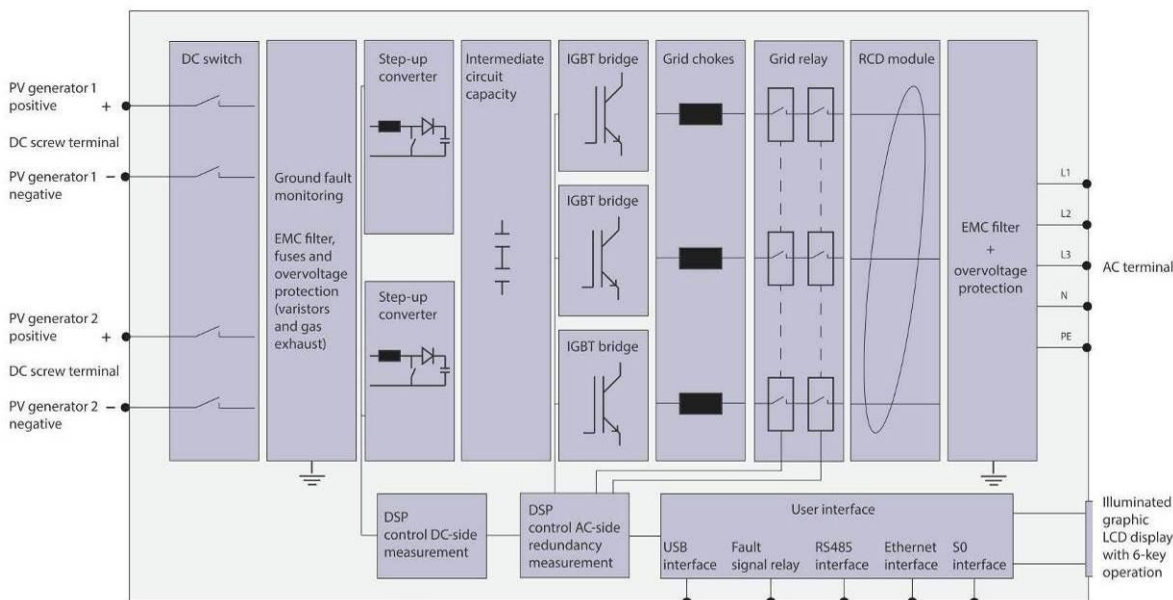 DC switch
Step-up
converter
Intermediate
circuit
capacity
IGBT bridge
Grid chokes
Grid relay
RCD module
PV generator 1
positive
+
DC screw terminal
PV generator 1
negative
−
Ground fault
monitoring
EMC filter,
fuses and
overvoltage
protection
(varistors
and gas
exhaust)
IGBT bridge
Step-up
converter
IGBT bridge
PV generator 2
positive
+
DC screw terminal
PV generator 2
negative
−
EMC filter
+
overvoltage
protection
L1
L2
L3
N
PE
AC terminal
DSP
control DC-side
measurement
DSP
control AC-side
redundancy
measurement
User interface
USB
interface
Fault
signal relay
RS485
interface
Ethernet
interface
S0
interface
Illuminated
graphic
LCD display
with 6-key
operation